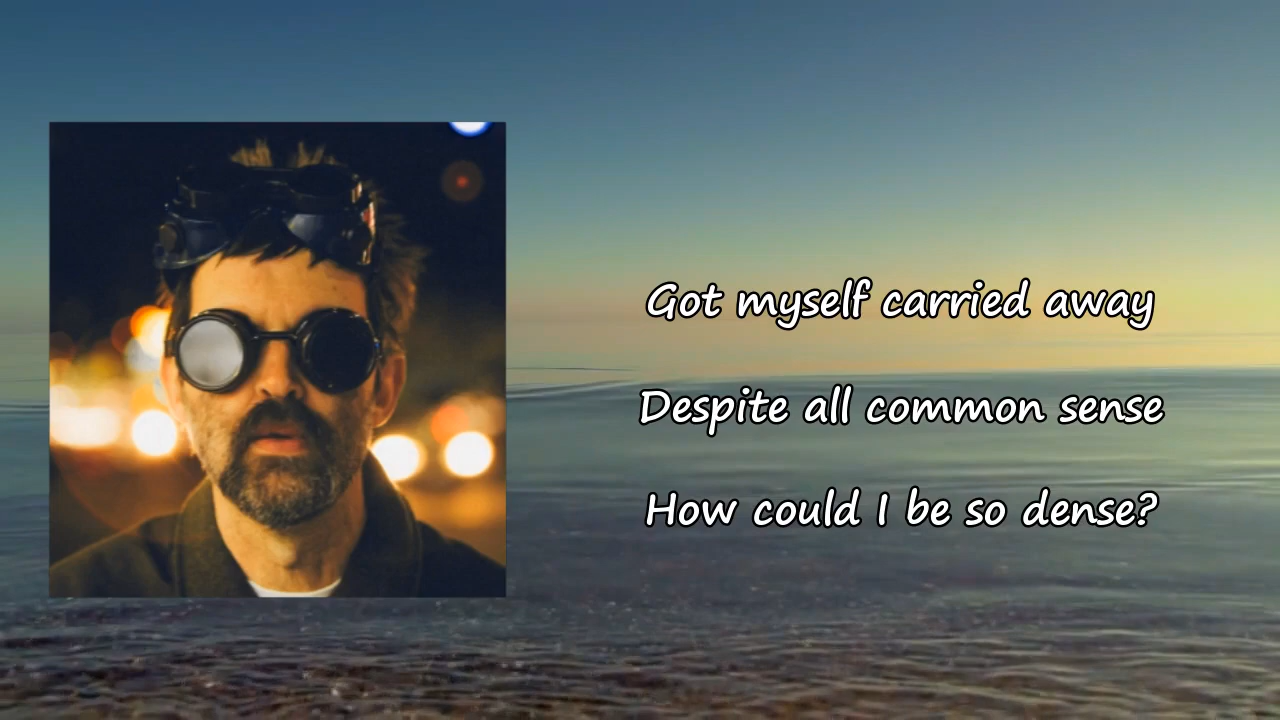 Got myself carried away
Despite all common sense
How could I be so dense?